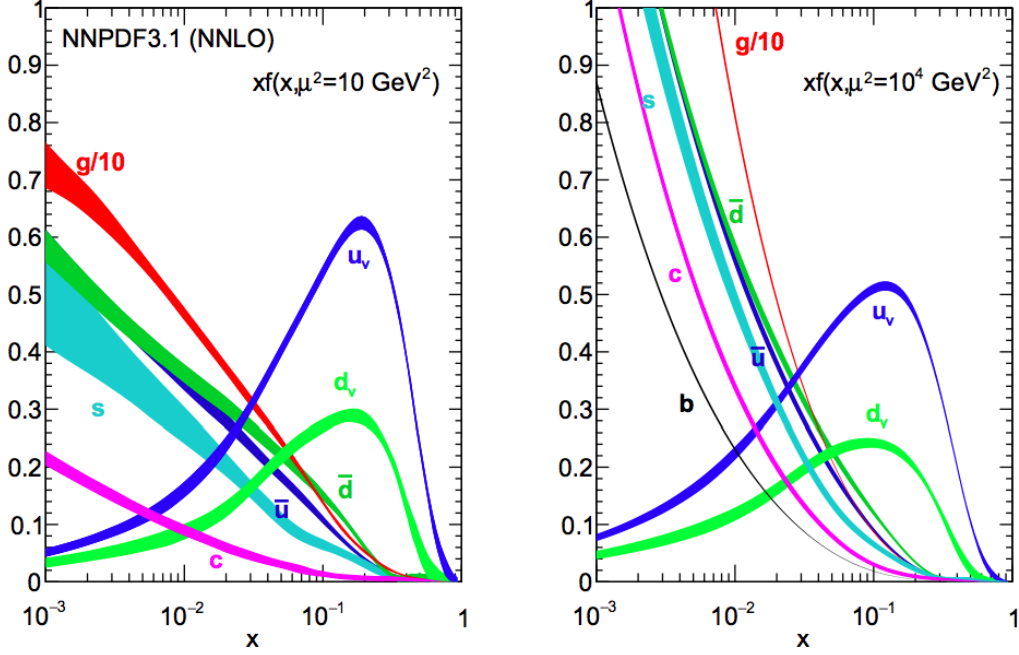 NNPDF3.1 (NNLO)
xf(x,μ²=10 GeV²)
g/10
u_v
d_v
s
d̄
ū
c
0
0.1
0.2
0.3
0.4
0.5
0.6
0.7
0.8
0.9
1
10⁻³
10⁻²
10⁻¹
1
x
g/10
xf(x,μ²=10⁴ GeV²)
s
d̄
c
u_v
ū
b
d_v
0
0.1
0.2
0.3
0.4
0.5
0.6
0.7
0.8
0.9
1
10⁻³
10⁻²
10⁻¹
1
x